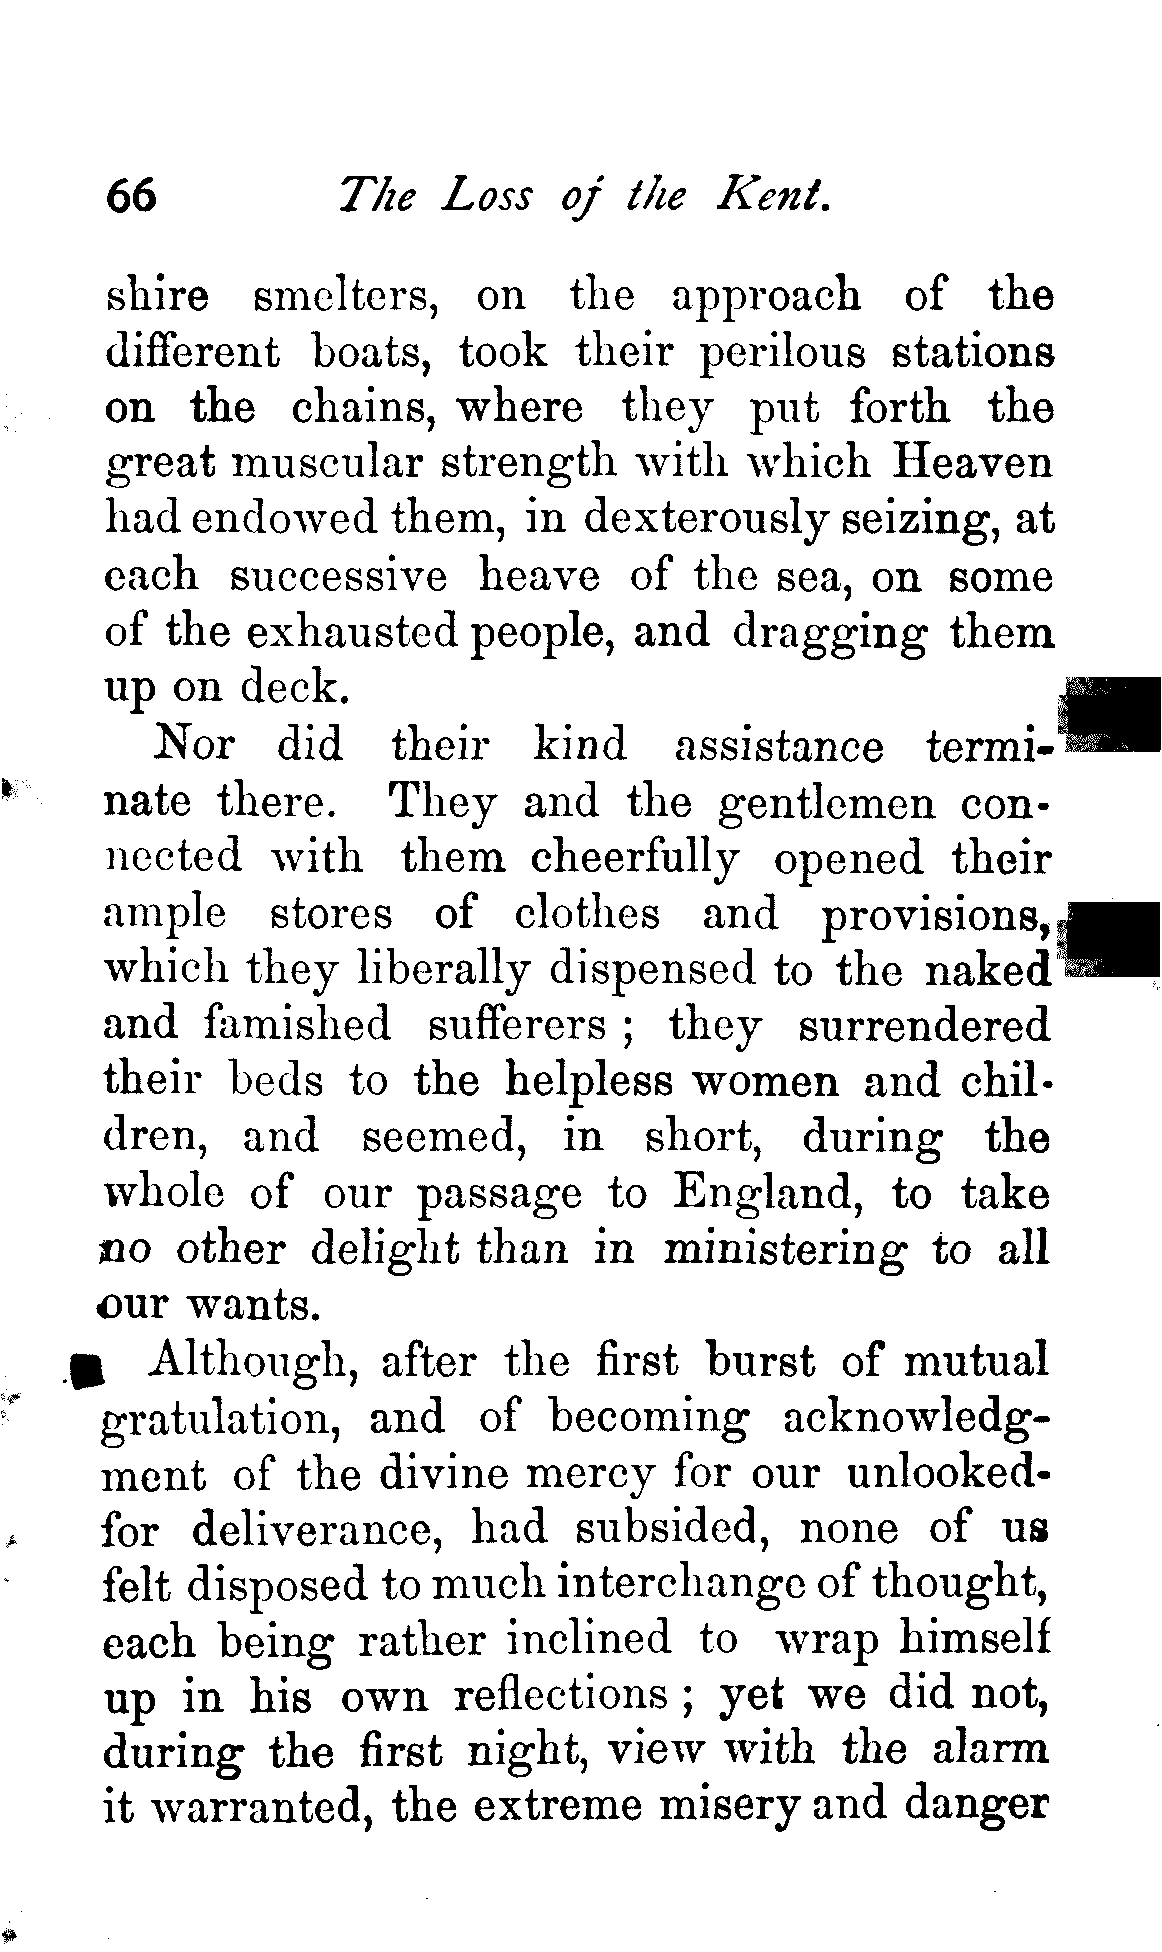 66 The Loss of the Kent.
shire smelters, on the approach of the
different boats, took their perilous stations
on the chains, where they put forth the
great muscular strength with which Heaven
had endowed them, in dexterously seizing, at
each successive heave of the sea, on some
of the exhausted people, and dragging them
up on deck.
Nor did their kind assistance termi-
nate there. They and the gentlemen con-
nected with them cheerfully opened their
ample stores of clothes and provisions,
which they liberally dispensed to the naked
and famished sufferers ; they surrendered
their beds to the helpless women and chil-
dren, and seemed, in short, during the
whole of our passage to England, to take
no other delight than in ministering to all
our wants.
Although, after the first burst of mutual
gratulation, and of becoming acknowledg-
ment of the divine mercy for our unlooked-
for deliverance, had subsided, none of us
felt disposed to much interchange of thought,
each being rather inclined to wrap himself
up in his own reflections ; yet we did not,
during the first night, view with the alarm
it warranted, the extreme misery and danger